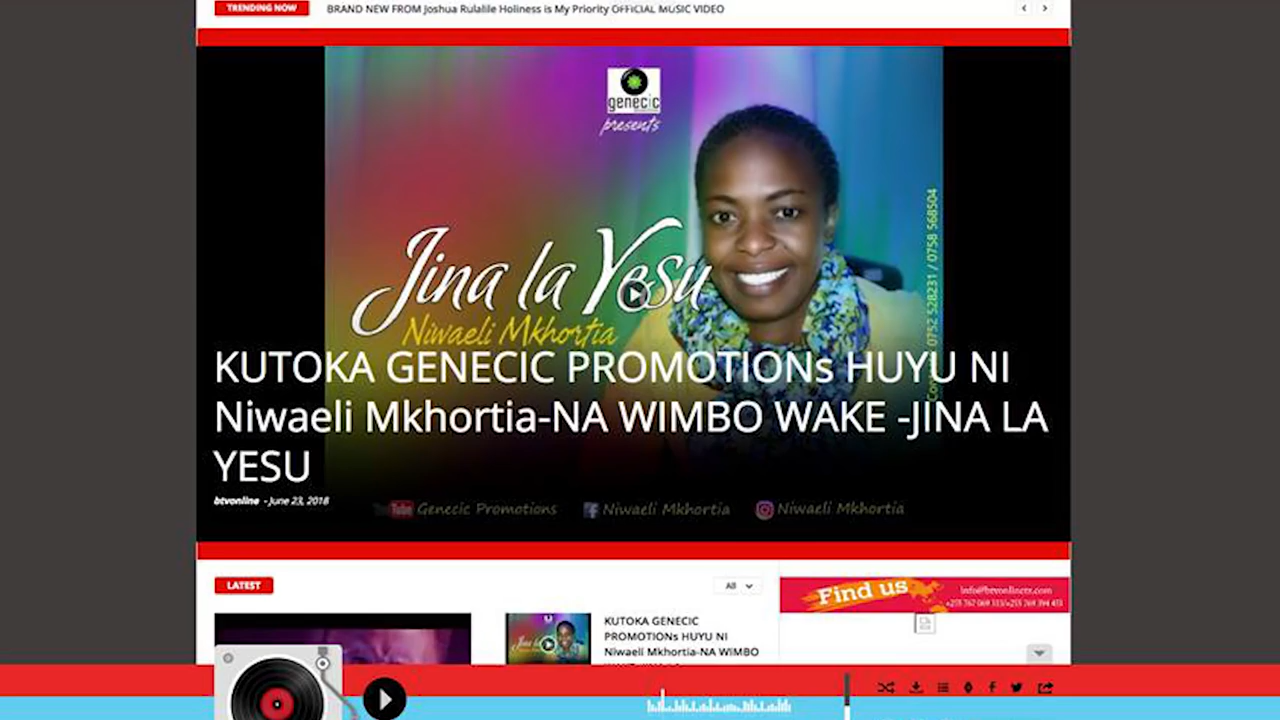 TRENDING NOW
BRAND NEW FROM Joshua Rulalile Holiness is My Priority OFFICIAL MUSIC VIDEO
genecic
presents
Jina la Yesu
Niwaeli Mkhortia
0752 528231 / 0758 568504
KUTOKA GENECIC PROMOTIONs HUYU NI
Niwaeli Mkhortia-NA WIMBO WAKE -JINA LA
YESU
btvonline - June 23, 2018
YouTube Genecic Promotions
Niwaeli Mkhortia
Niwaeli Mkhortia
LATEST
All
Find us
KUTOKA GENECIC
PROMOTIONs HUYU NI
Niwaeli Mkhortia-NA WIMBO